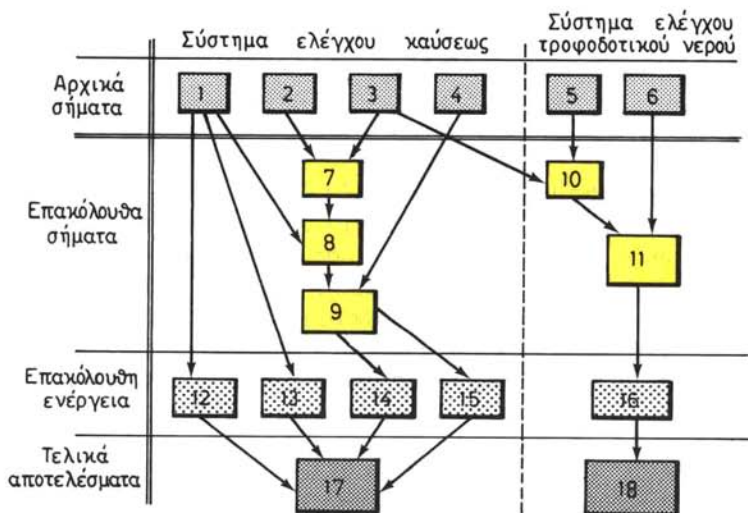 Σύστημα ελέγχου καύσεως
Σύστημα ελέγχου
τροφοδοτικού νερού
Αρχικά
σήματα
1 2 3 4 5 6
Επακόλουθα
σήματα
7
10
8
11
9
Επακόλουθη
ενέργεια
12 13 14 15 16
Τελικά
αποτελέσματα
17 18